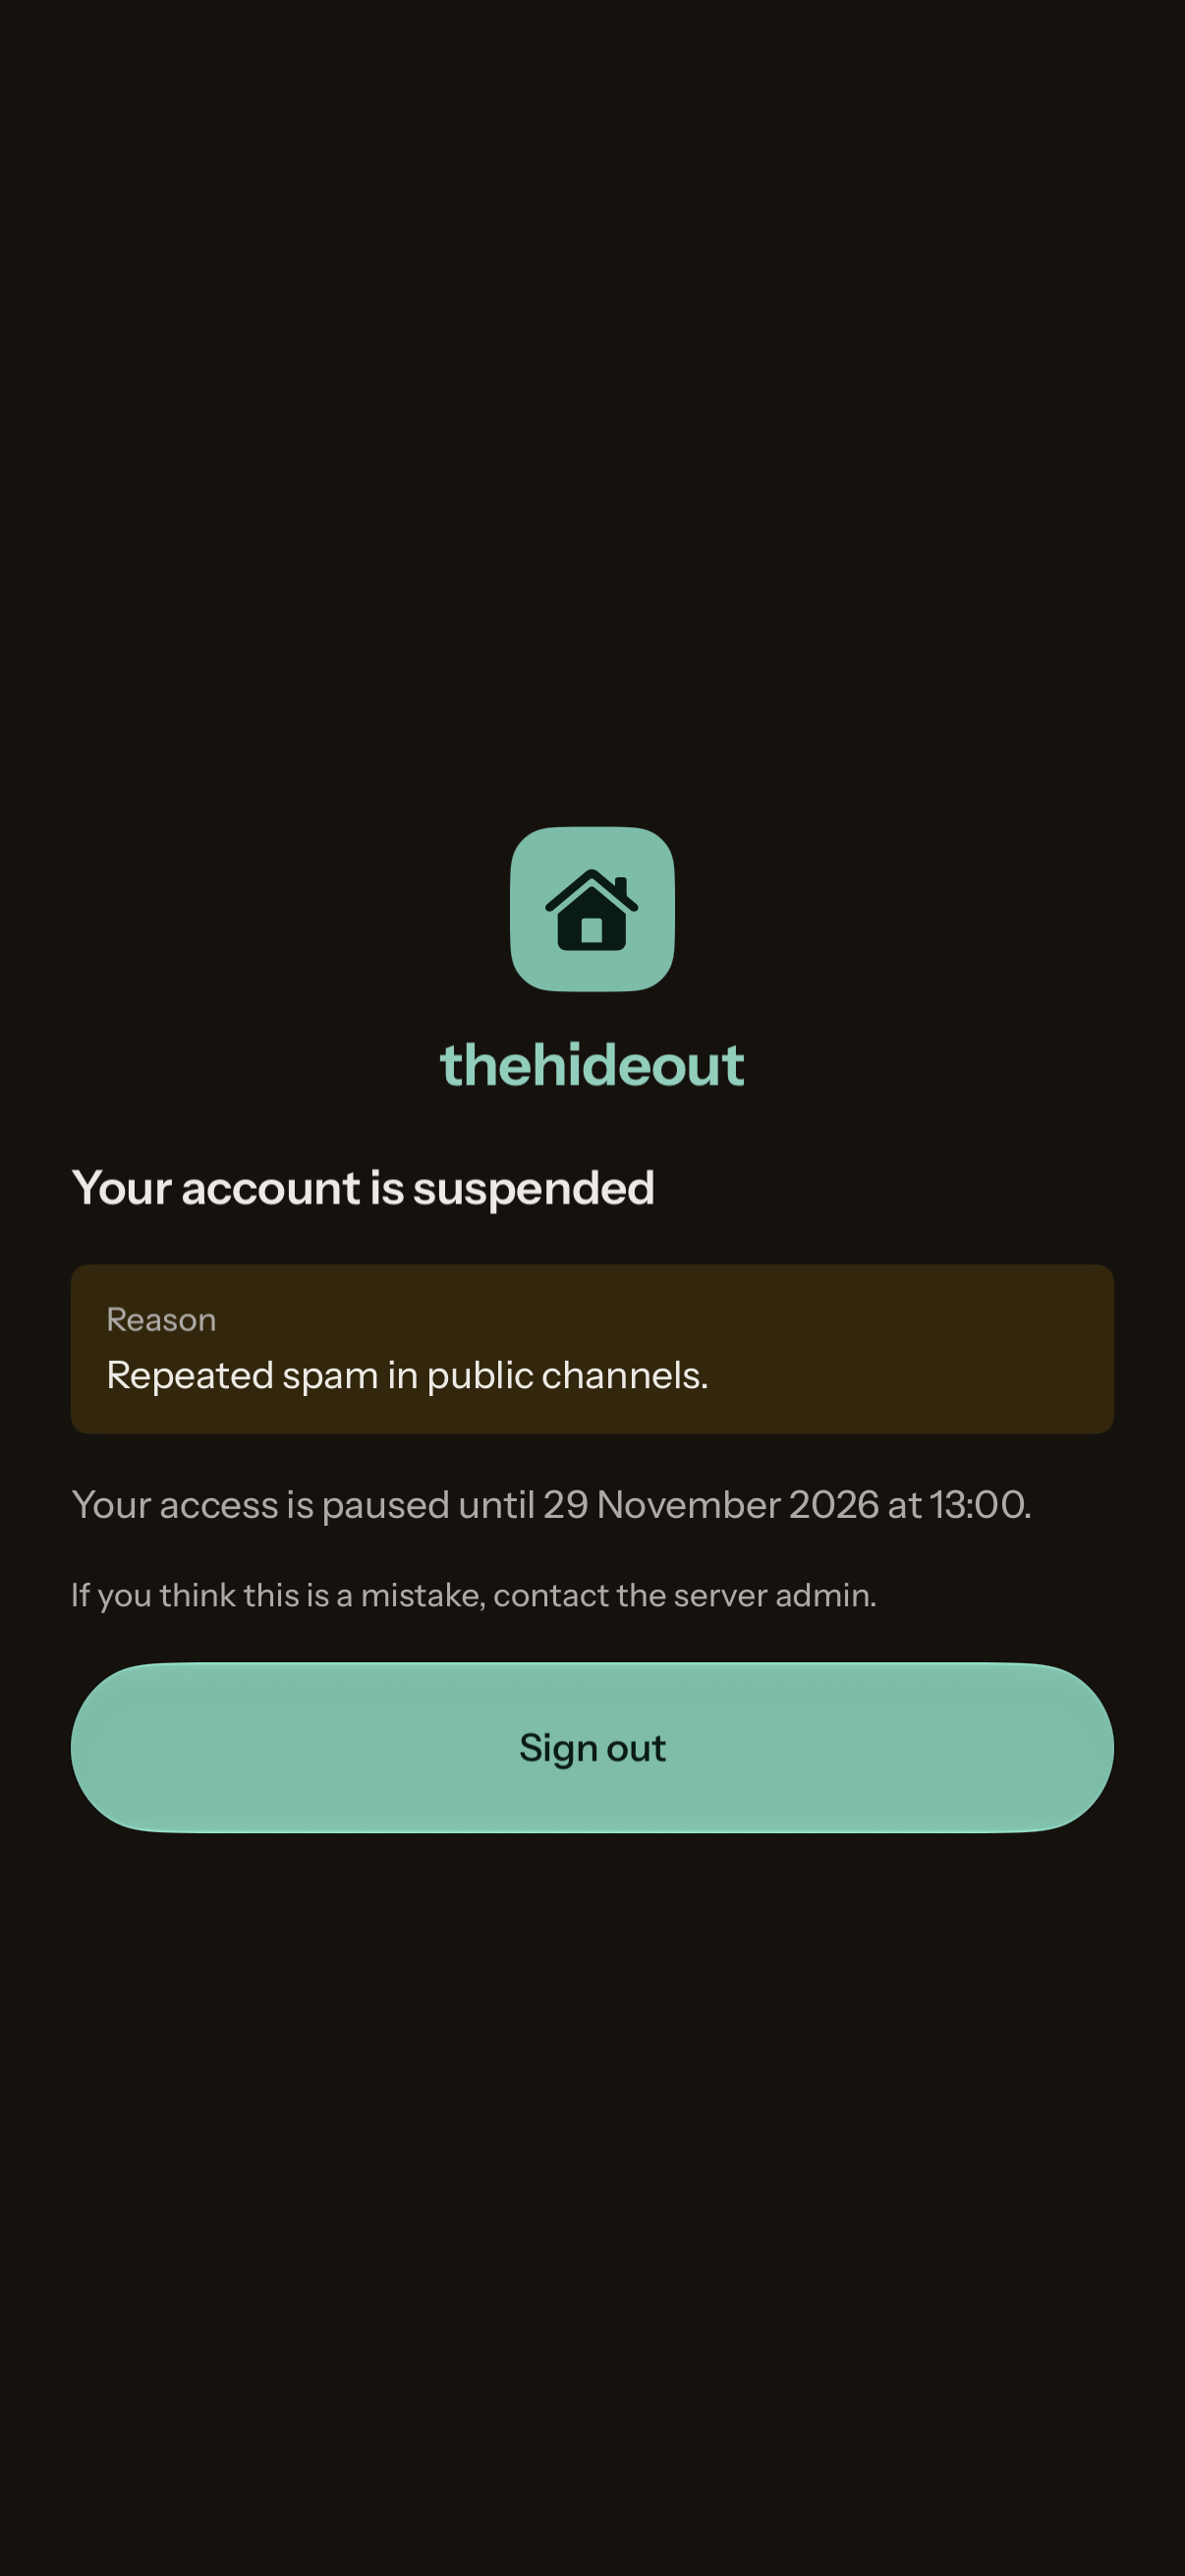 thehideout
Your account is suspended
Reason
Repeated spam in public channels.
Your access is paused until 29 November 2026 at 13:00.
If you think this is a mistake, contact the server admin.
Sign out